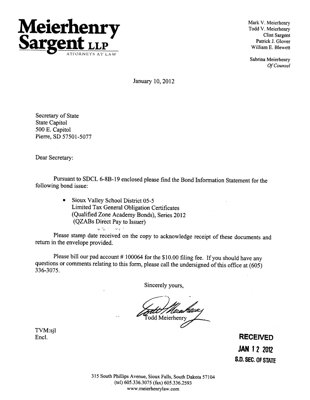 Meierhenry
Sargent LLP
ATTORNEYS AT LAW
Mark V. Meierhenry
Todd V. Meierhenry
Clint Sargent
Patrick J. Glover
William E. Blewett
Sabrina Meierhenry
Of Counsel
January 10, 2012
Secretary of State
State Capitol
500 E. Capitol
Pierre, SD 57501-5077
Dear Secretary:
Pursuant to SDCL 6-8B-19 enclosed please find the Bond Information Statement for the
following bond issue:
• Sioux Valley School District 05-5
Limited Tax General Obligation Certificates
(Qualified Zone Academy Bonds), Series 2012
(QZABs Direct Pay to Issuer)
Please stamp date received on the copy to acknowledge receipt of these documents and
return in the envelope provided.
Please bill our pad account # 100064 for the $10.00 filing fee. If you should have any
questions or comments relating to this form, please call the undersigned of this office at (605)
336-3075.
Sincerely yours,
Todd Meierhenry
TVM:sjl
Encl.
RECEIVED
JAN 12 2012
S.D. SEC. OF STATE
315 South Phillips Avenue, Sioux Falls, South Dakota 57104
(tel) 605.336.3075 (fax) 605.336.2593
www.meierhenrylaw.com